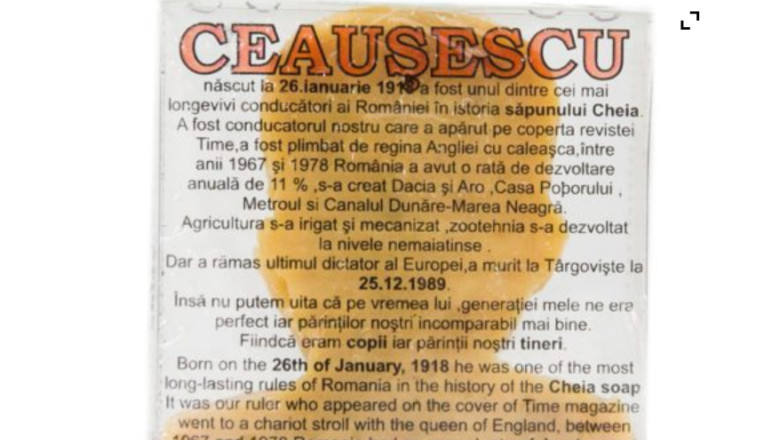 CEAUSESCU
născut la 26.ianuarie 1918 a fost unul dintre cei mai
longevivi conducători ai României în istoria săpunului Cheia.
A fost conducatorul nostru care a apărut pe coperta revistei
Time,a fost plimbat de regina Angliei cu caleașca,între
anii 1967 și 1978 România a avut o rată de dezvoltare
anuală de 11 % ,s-a creat Dacia și Aro ,Casa Poporului ,
Metroul si Canalul Dunăre-Marea Neagră.
Agricultura s-a irigat și mecanizat ,zootehnia s-a dezvoltat
la nivele nemaiatinse .
Dar a rămas ultimul dictator al Europei,a murit la Târgoviște la
25.12.1989.
Însă nu putem uita că pe vremea lui ,generației mele ne era
perfect iar părinților noștri incomparabil mai bine.
Fiindcă eram copii iar părinții noștri tineri.
Born on the 26th of January, 1918 he was one of the most
long-lasting rules of Romania in the history of the Cheia soap
It was our ruler who appeared on the cover of Time magazine
went to a chariot stroll with the queen of England, between
1967 and 1978 Romania